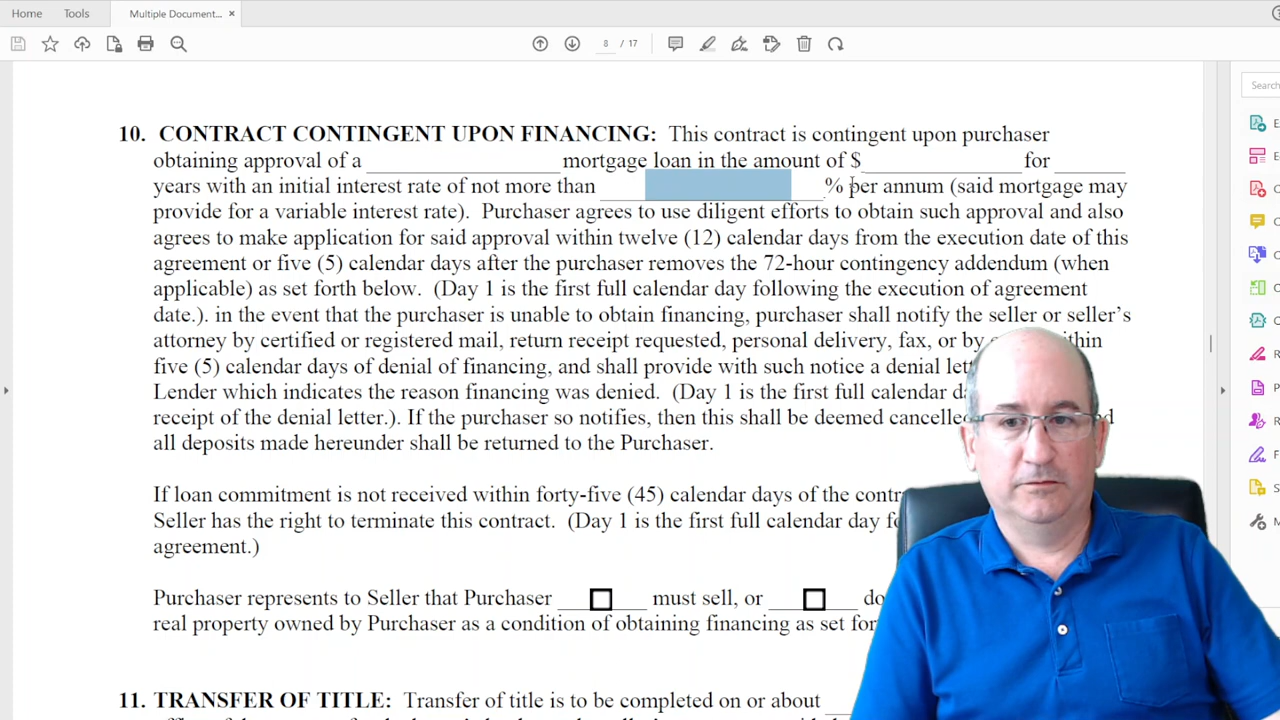 Home Tools Multiple Document... ×
8 / 17
Search
10. CONTRACT CONTINGENT UPON FINANCING: This contract is contingent upon purchaser
obtaining approval of a ____ mortgage loan in the amount of $ ____ for ____
years with an initial interest rate of not more than ____ % per annum (said mortgage may
provide for a variable interest rate). Purchaser agrees to use diligent efforts to obtain such approval and also
agrees to make application for said approval within twelve (12) calendar days from the execution date of this
agreement or five (5) calendar days after the purchaser removes the 72-hour contingency addendum (when
applicable) as set forth below. (Day 1 is the first full calendar day following the execution of agreement
date.). in the event that the purchaser is unable to obtain financing, purchaser shall notify the seller or seller’s
attorney by certified or registered mail, return receipt requested, personal delivery, fax, or by
five (5) calendar days of denial of financing, and shall provide with such notice a denial
Lender which indicates the reason financing was denied. (Day 1 is the first full calendar
receipt of the denial letter.). If the purchaser so notifies, then this shall be deemed cancelled
all deposits made hereunder shall be returned to the Purchaser.
If loan commitment is not received within forty-five (45) calendar days of the
Seller has the right to terminate this contract. (Day 1 is the first full calendar day
agreement.)
Purchaser represents to Seller that Purchaser ☐ must sell, or ☐
real property owned by Purchaser as a condition of obtaining financing as set
11. TRANSFER OF TITLE: Transfer of title is to be completed on or about